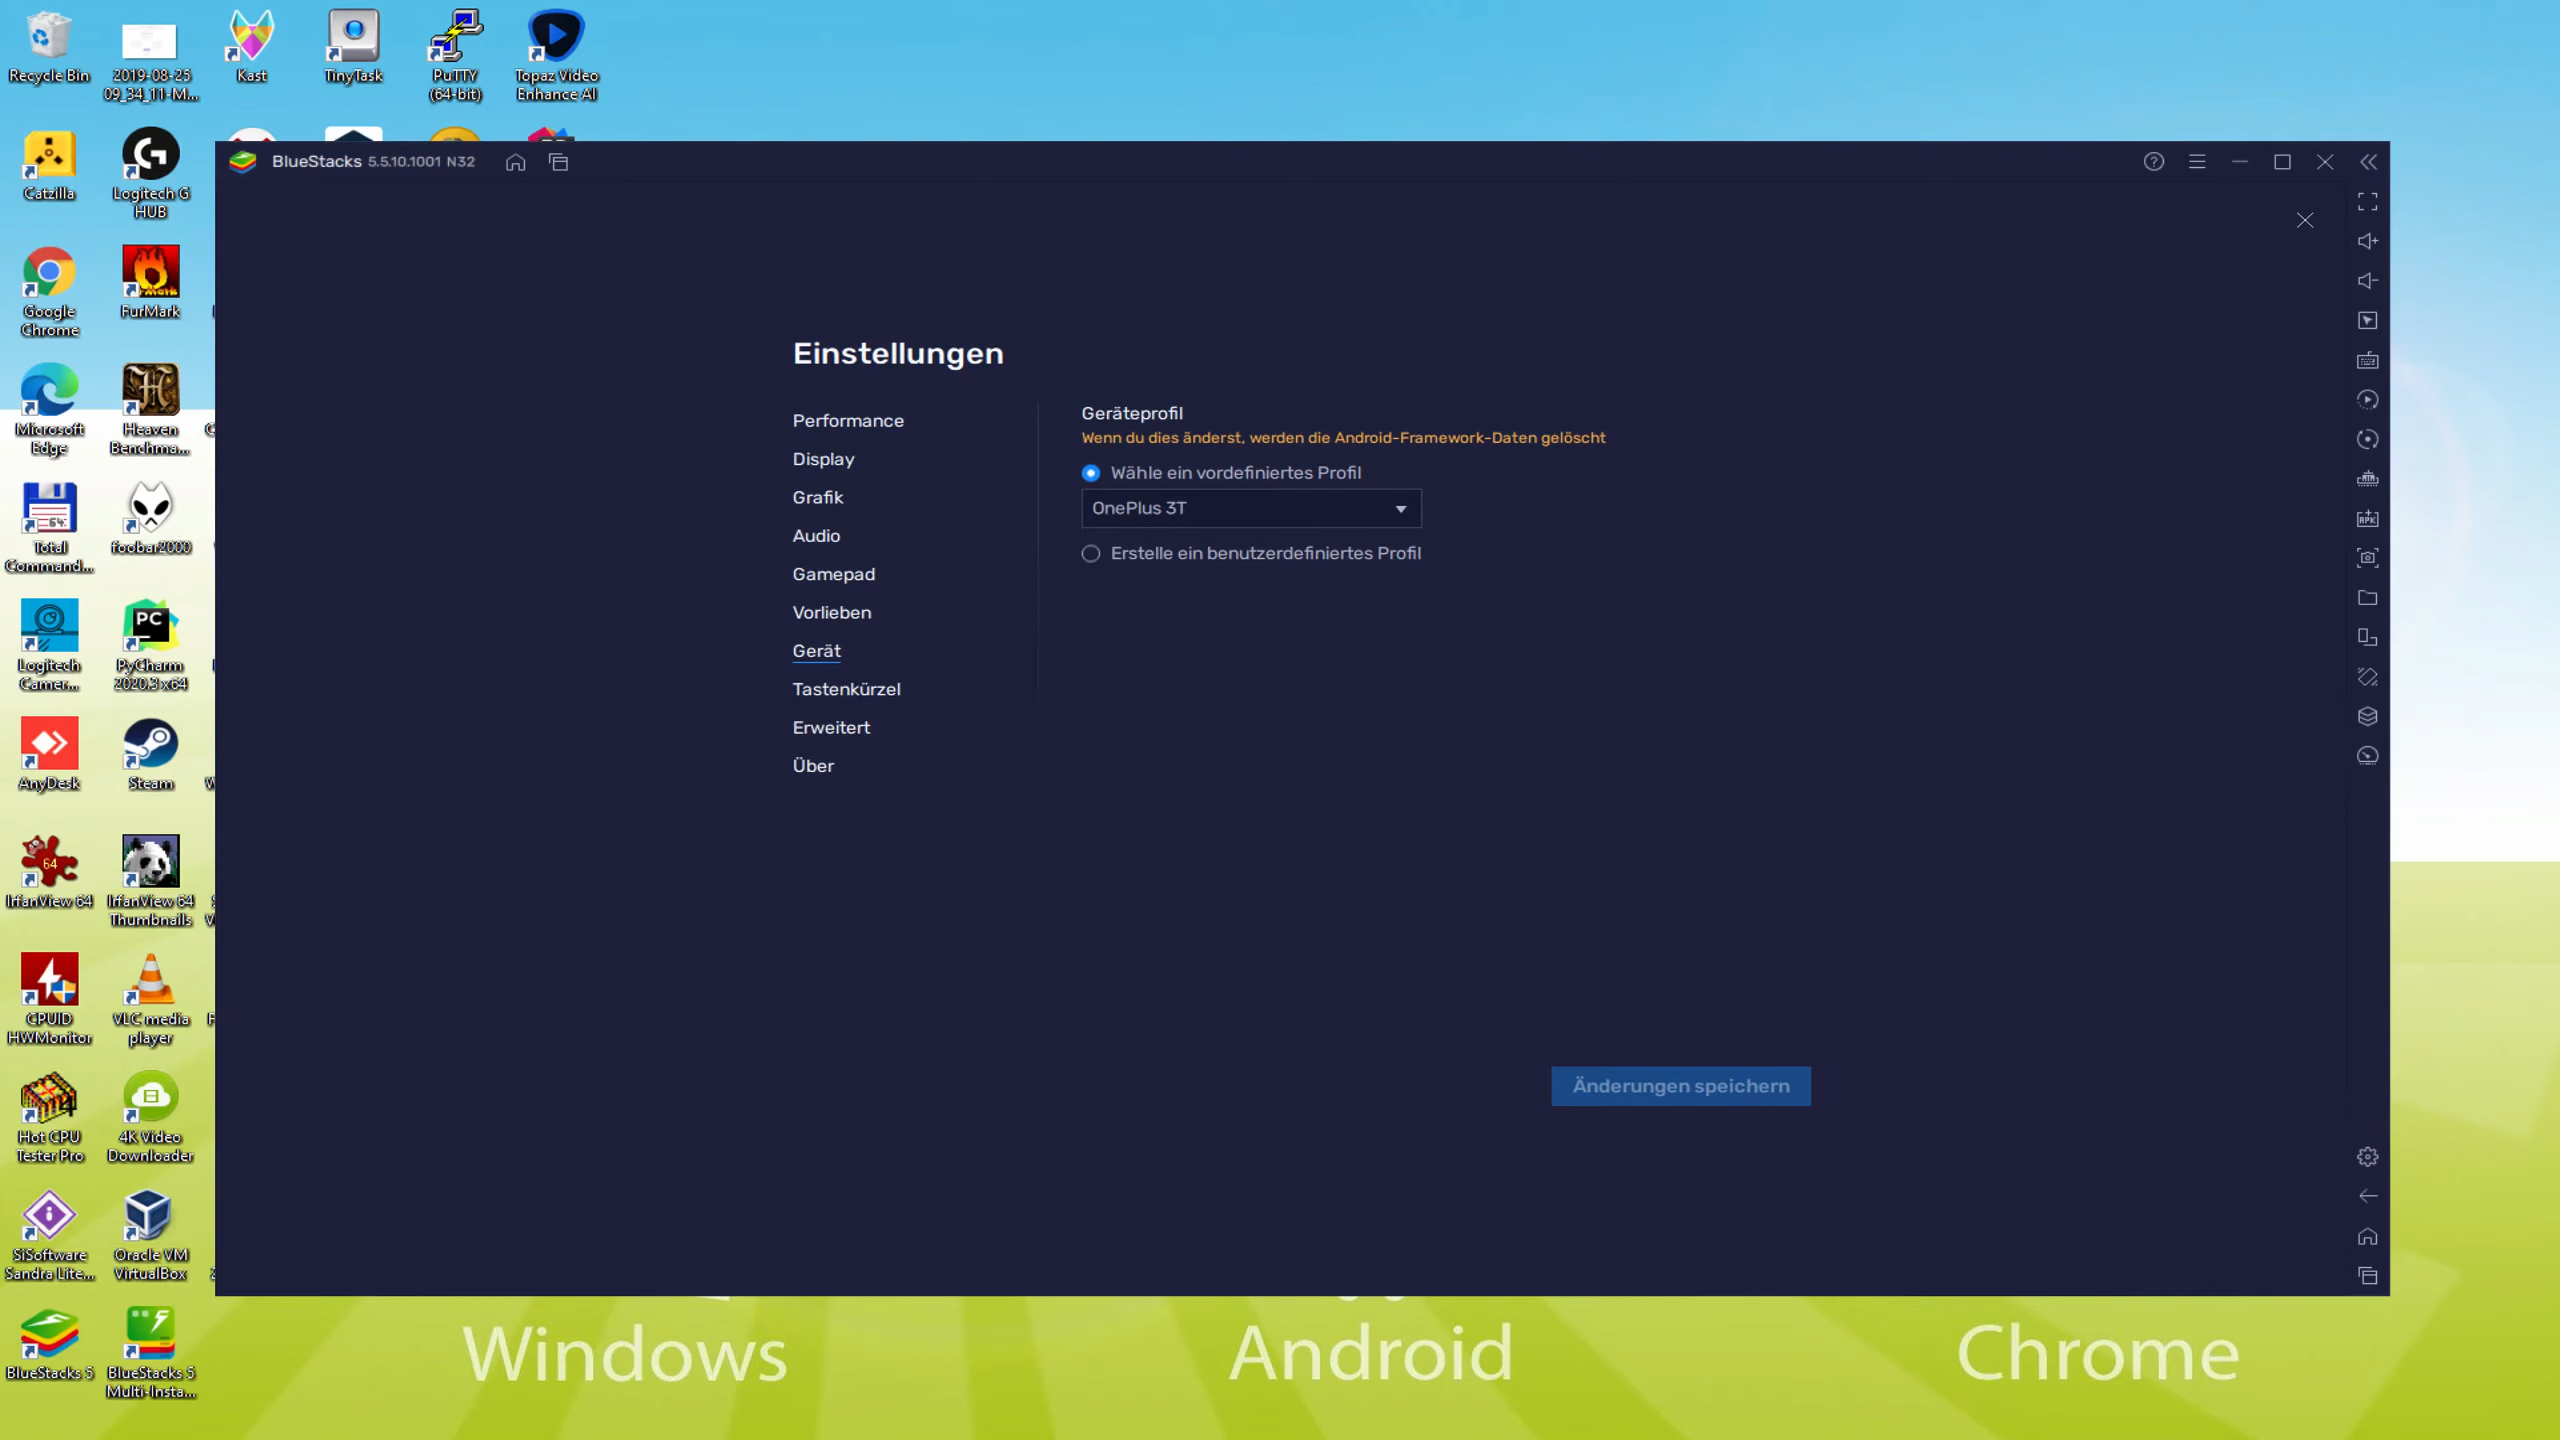 Recycle Bin
2019-08-25
09_34_11-M...
Kast
TinyTask
PuTTY
(64-bit)
Topaz Video
Enhance AI
Catzilla
Logitech G
HUB
Google
Chrome
FurMark
Microsoft
Edge
Heaven
Benchma...
Total
Command...
foobar2000
Logitech
Camer...
PyCharm
2020.3 x64
AnyDesk
Steam
IrfanView 64
IrfanView 64
Thumbnails
CPUID
HWMonitor
VLC media
player
Hot CPU
Tester Pro
4K Video
Downloader
SiSoftware
Sandra Lite...
Oracle VM
VirtualBox
BlueStacks 5
BlueStacks 5
Multi-Insta...
BlueStacks 5.5.10.1001 N32
Einstellungen
Performance
Display
Grafik
Audio
Gamepad
Vorlieben
Gerät
Tastenkürzel
Erweitert
Über
Geräteprofil
Wenn du dies änderst, werden die Android-Framework-Daten gelöscht
Wähle ein vordefiniertes Profil
OnePlus 3T
Erstelle ein benutzerdefiniertes Profil
Änderungen speichern
Windows
Android
Chrome